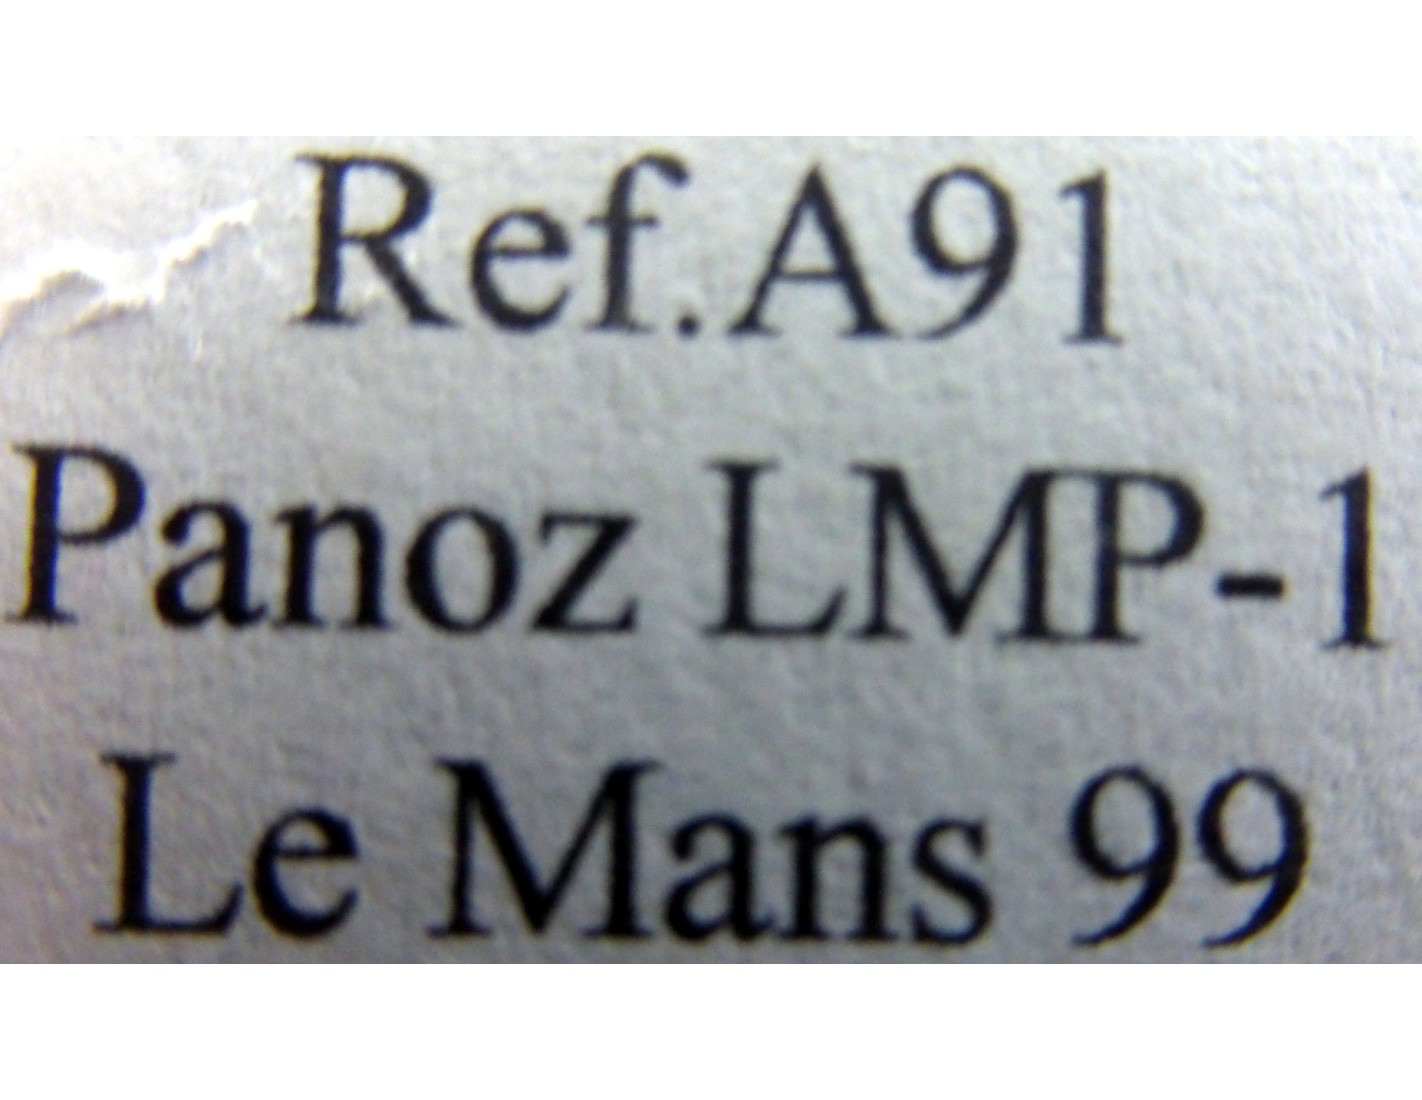 Ref.A91
Panoz LMP-1
Le Mans 99